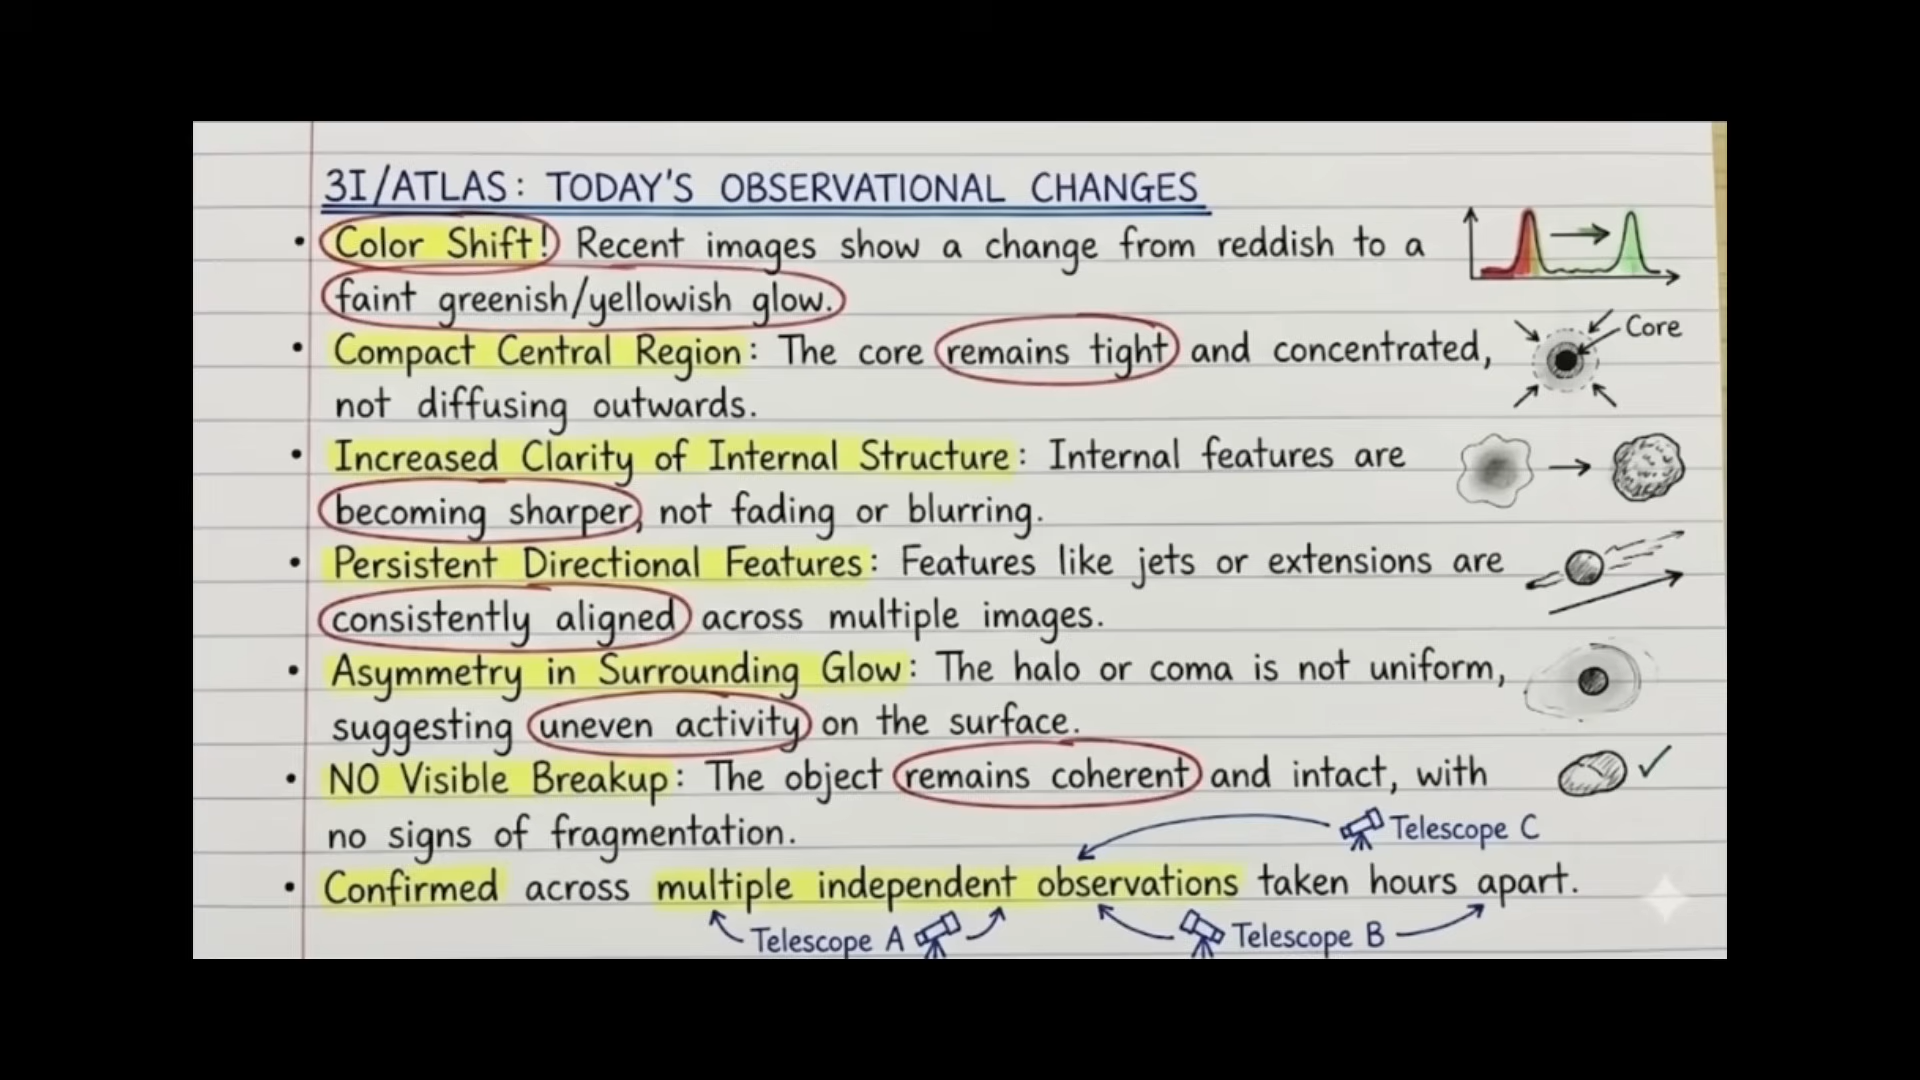 3I/ATLAS: TODAY'S OBSERVATIONAL CHANGES
• Color Shift! Recent images show a change from reddish to a
faint greenish/yellowish glow.
• Compact Central Region: The core remains tight and concentrated,
Core
not diffusing outwards.
• Increased Clarity of Internal Structure: Internal features are
becoming sharper, not fading or blurring.
• Persistent Directional Features: Features like jets or extensions are
consistently aligned across multiple images.
• Asymmetry in Surrounding Glow: The halo or coma is not uniform,
suggesting uneven activity on the surface.
• NO Visible Breakup: The object remains coherent and intact, with
no signs of fragmentation.
Telescope C
• Confirmed across multiple independent observations taken hours apart.
Telescope A
Telescope B